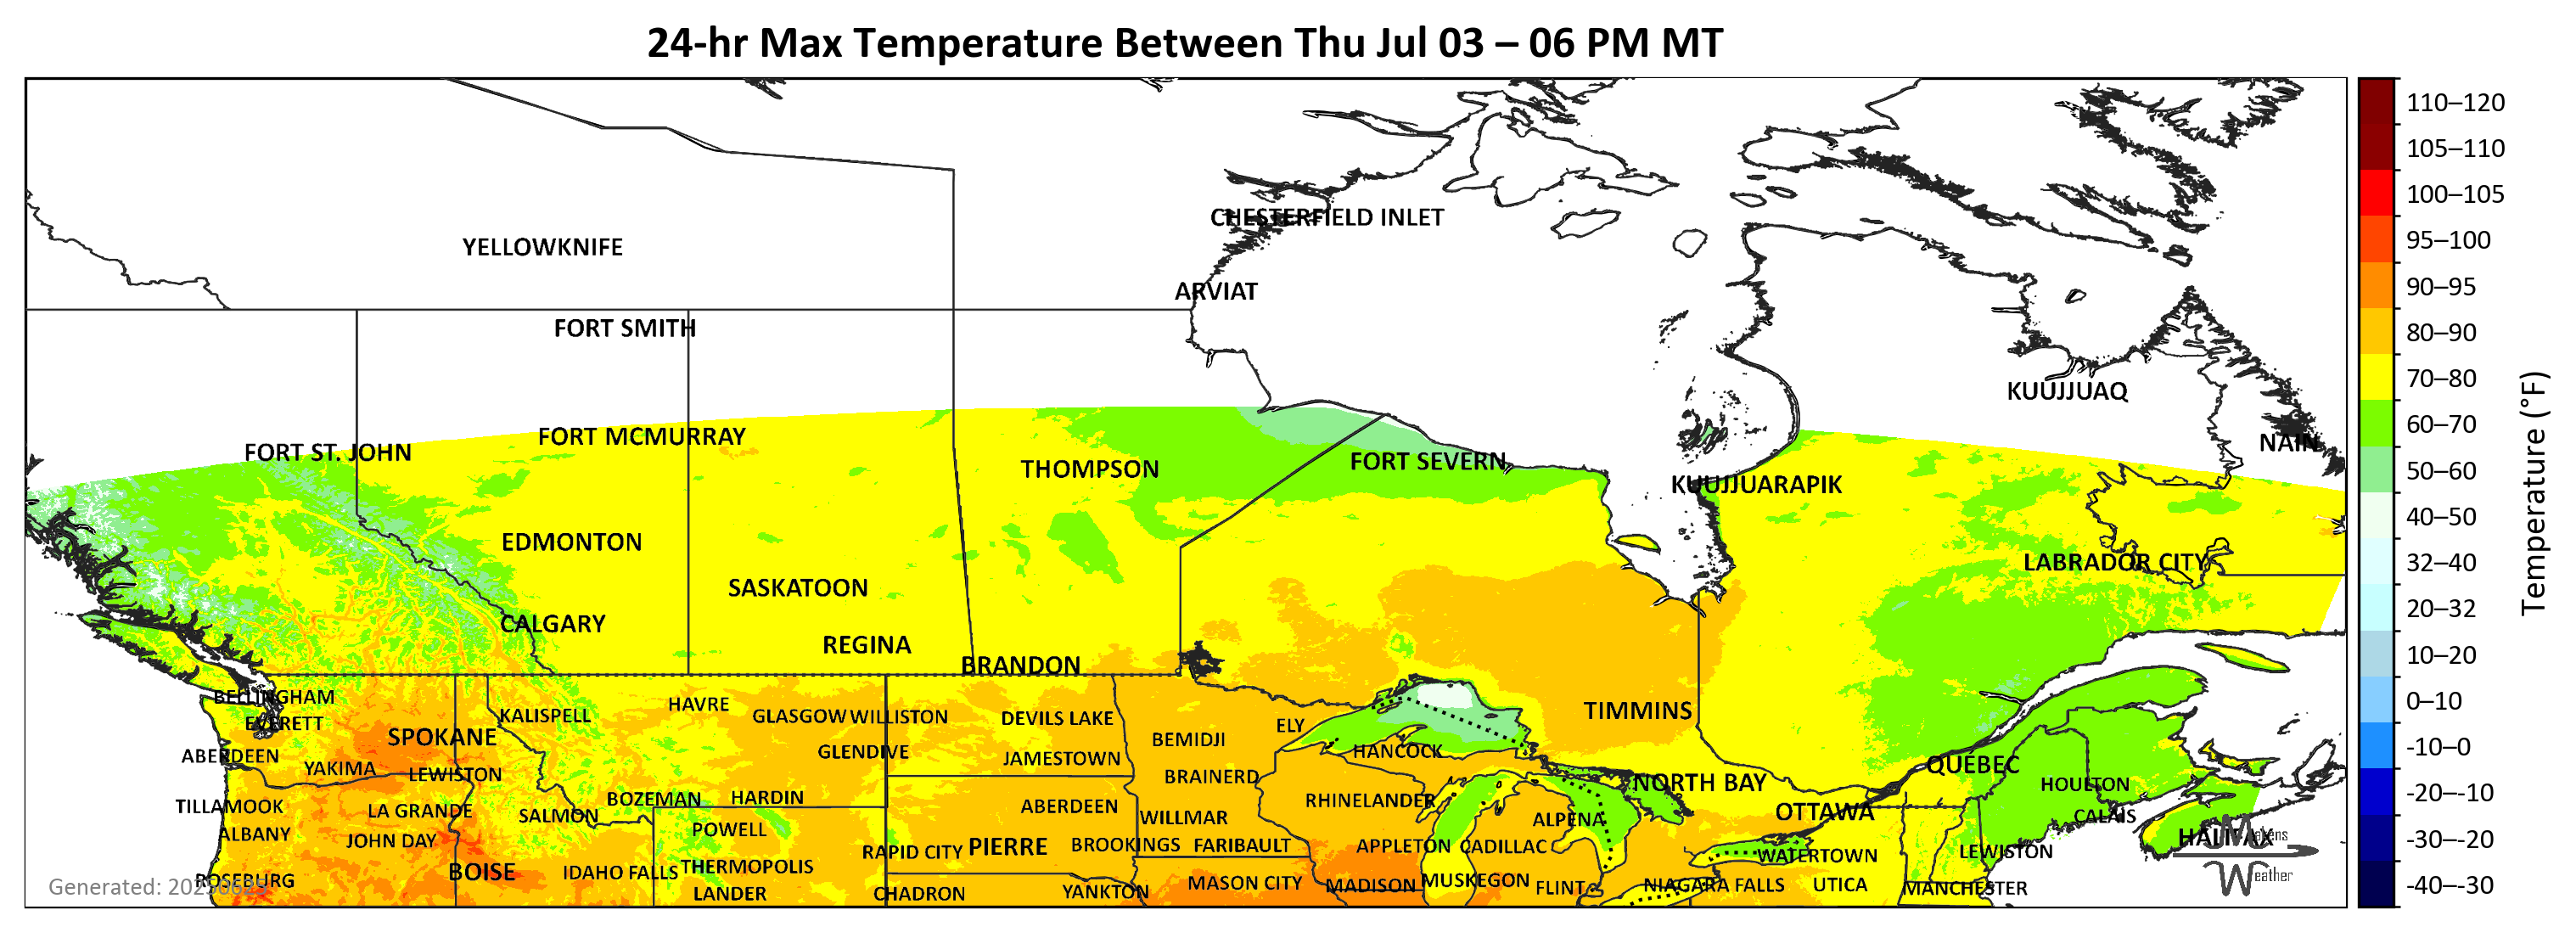 24-hr Max Temperature Between Thu Jul 03 – 06 PM MT
110–120
105–110
100–105
95–100
90–95
80–90
70–80
60–70
50–60
40–50
32–40
20–32
10–20
0–10
-10–0
-20–-10
-30–-20
-40–-30
Temperature (°F)
CHESTERFIELD INLET
YELLOWKNIFE
ARVIAT
FORT SMITH
KUUJJUAQ
FORT MCMURRAY
NAIN
FORT ST. JOHN
FORT SEVERN
THOMPSON
KUUJJUARAPIK
EDMONTON
LABRADOR CITY
SASKATOON
CALGARY
REGINA
BRANDON
BELLINGHAM
HAVRE
TIMMINS
KALISPELL
GLASGOW
WILLISTON
DEVILS LAKE
EVERETT
ELY
SPOKANE
BEMIDJI
GLENDIVE
HANCOCK
ABERDEEN
JAMESTOWN
QUÉBEC
YAKIMA
LEWISTON
BRAINERD
NORTH BAY
HOULTON
BOZEMAN
HARDIN
RHINELANDER
TILLAMOOK
LA GRANDE
ABERDEEN
SALMON
WILLMAR
OTTAWA
CALAIS
ALPENA
ALBANY
POWELL
JOHN DAY
HALIFAX
Makens
RAPID CITY
PIERRE
BROOKINGS
FARIBAULT
APPLETON
CADILLAC
LEWISTON
WATERTOWN
THERMOPOLIS
BOISE
IDAHO FALLS
Weather
ROSEBURG
MUSKEGON
MASON CITY
MADISON
FLINT
NIAGARA FALLS
UTICA
MANCHESTER
LANDER
CHADRON
YANKTON
Generated: 20250625